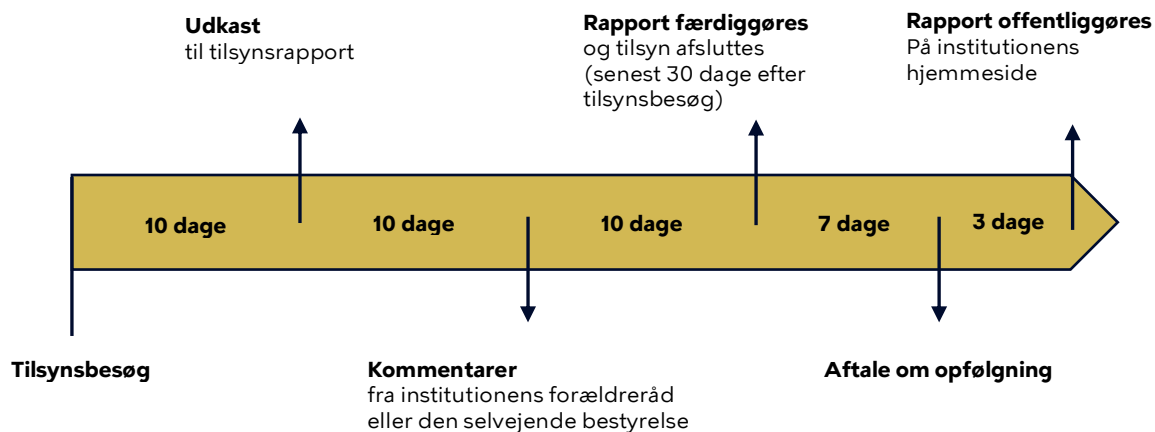 Udkast
til tilsynsrapport
Rapport færdiggøres
og tilsyn afsluttes
(senest 30 dage efter
tilsynsbesøg)
Rapport offentliggøres
På institutionens
hjemmeside
10 dage
10 dage
10 dage
7 dage
3 dage
Tilsynsbesøg
Kommentarer
fra institutionens forældreråd
eller den selvejende bestyrelse
Aftale om opfølgning